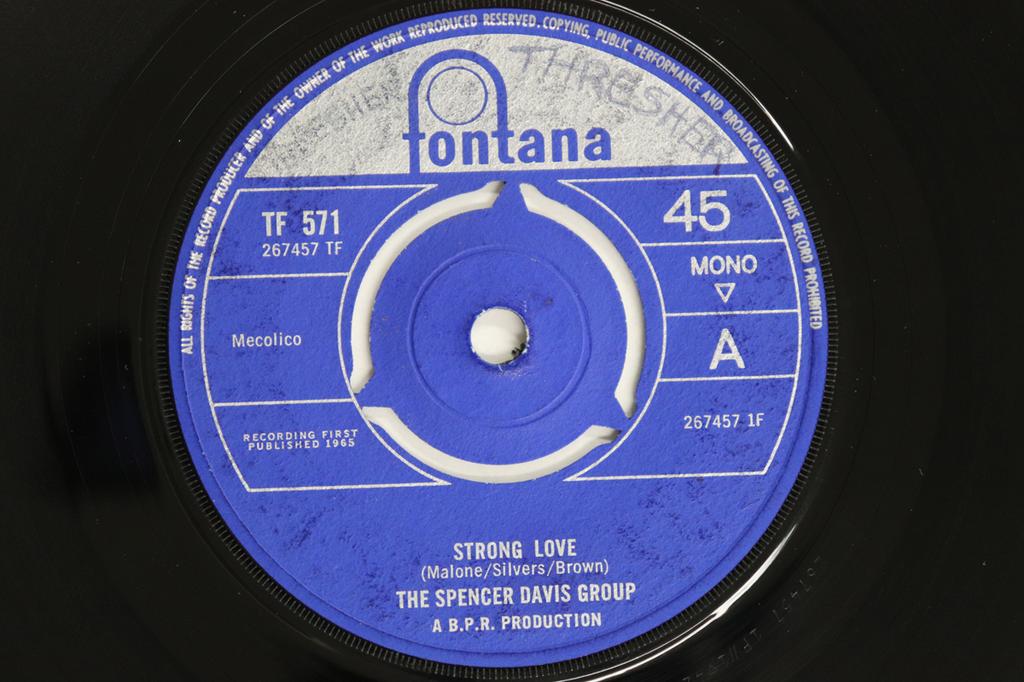 ALL RIGHTS OF THE RECORD PRODUCER AND OF THE OWNER OF THE WORK REPRODUCED RESERVED. COPYING, PUBLIC PERFORMANCE AND BROADCASTING OF THIS RECORD PROHIBITED
THRESHER
fontana
TF 571
267457 TF
45
MONO
A
Mecolico
267457 1F
RECORDING FIRST
PUBLISHED 1965
STRONG LOVE
(Malone/Silvers/Brown)
THE SPENCER DAVIS GROUP
A B.P.R. PRODUCTION